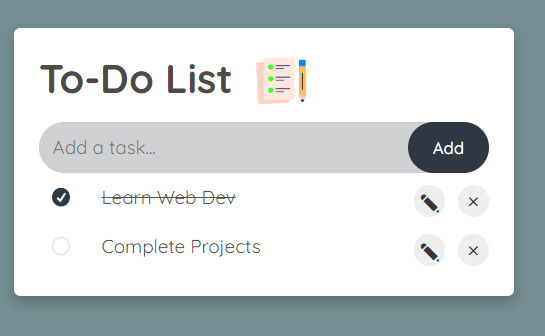 To-Do List
Add a task...
Add
Learn Web Dev
Complete Projects